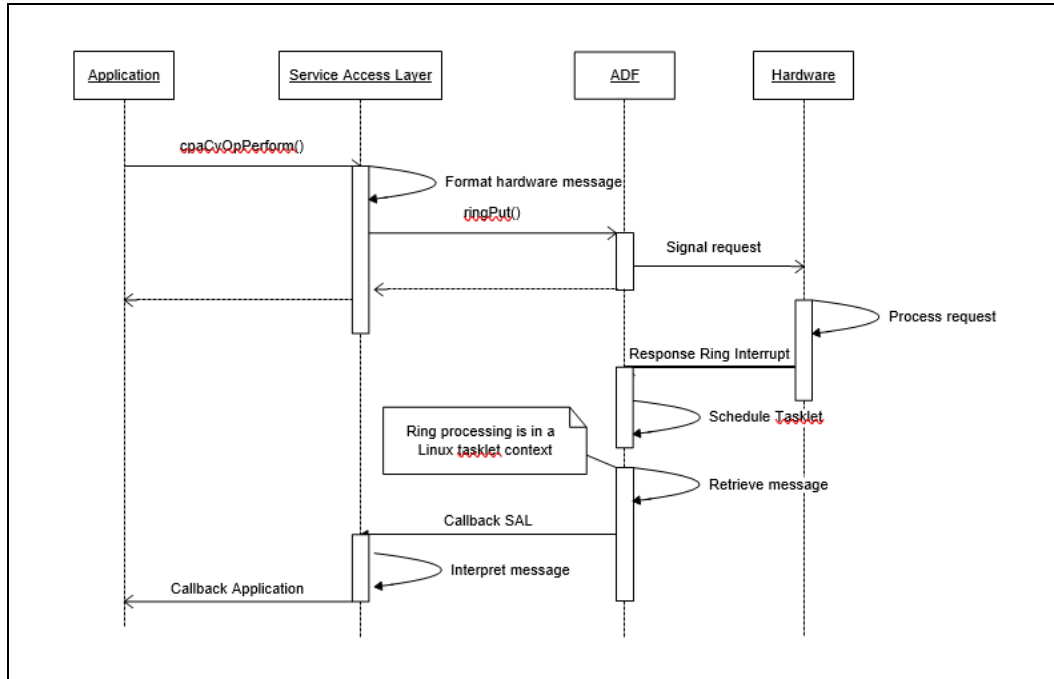 Application
Service Access Layer
ADF
Hardware
cpaCyOpPerform()
Format hardware message
ringPut()
Signal request
Process request
Response Ring Interrupt
Schedule Tasklet
Ring processing is in a
Linux tasklet context
Retrieve message
Callback SAL
Interpret message
Callback Application